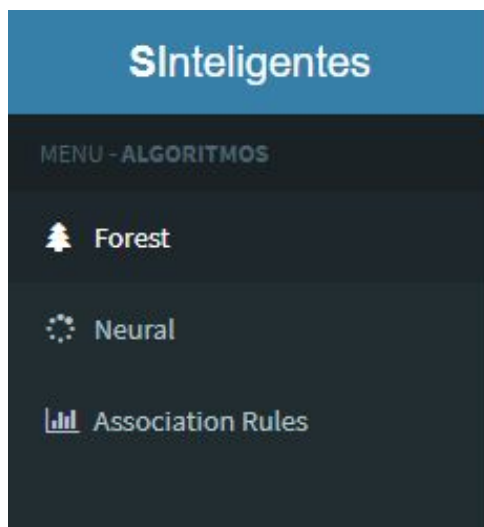 SInteligentes
MENU - ALGORITMOS
Forest
Neural
Association Rules